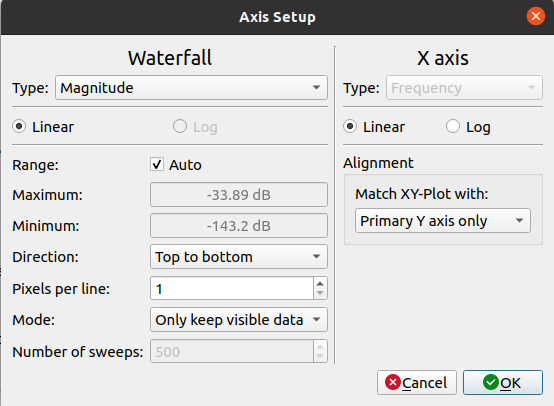 Axis Setup
Waterfall
Type: Magnitude
Linear Log
Range: Auto
Maximum: -33.89 dB
Minimum: -143.2 dB
Direction: Top to bottom
Pixels per line: 1
Mode: Only keep visible data
Number of sweeps: 500
X axis
Type: Frequency
Linear Log
Alignment
Match XY-Plot with:
Primary Y axis only
Cancel OK